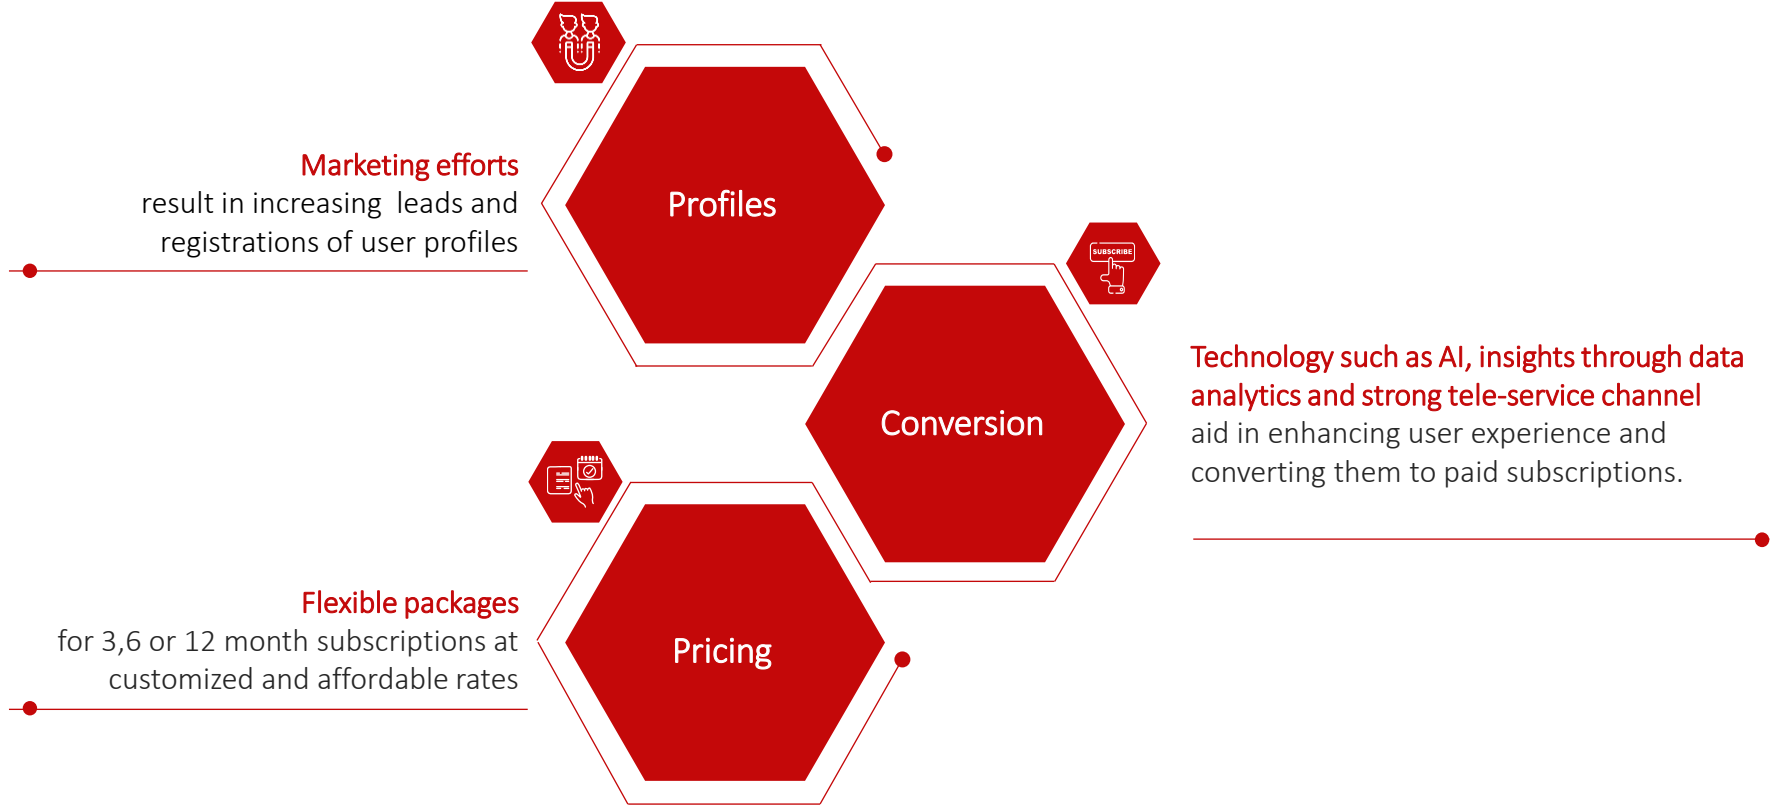 Marketing efforts
result in increasing  leads and
registrations of user profiles
Profiles
SUBSCRIBE
Conversion
Technology such as AI, insights through data
analytics and strong tele-service channel
aid in enhancing user experience and
converting them to paid subscriptions.
Flexible packages
for 3,6 or 12 month subscriptions at
customized and affordable rates
Pricing